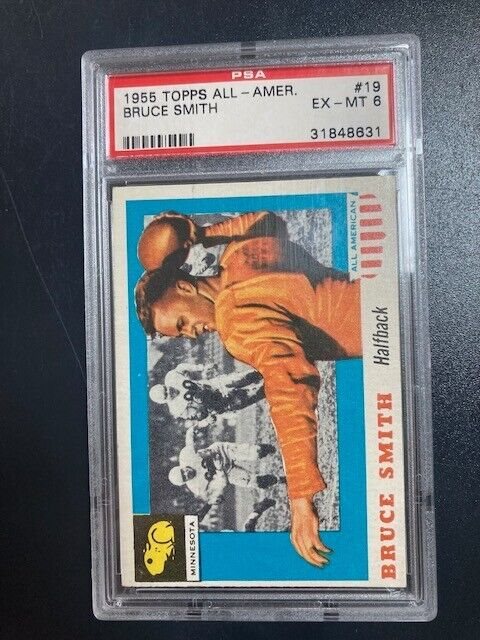 PSA
1955 TOPPS ALL-AMER. #19
BRUCE SMITH EX-MT 6
31848631
ALL AMERICAN
MINNESOTA
BRUCE SMITH Halfback